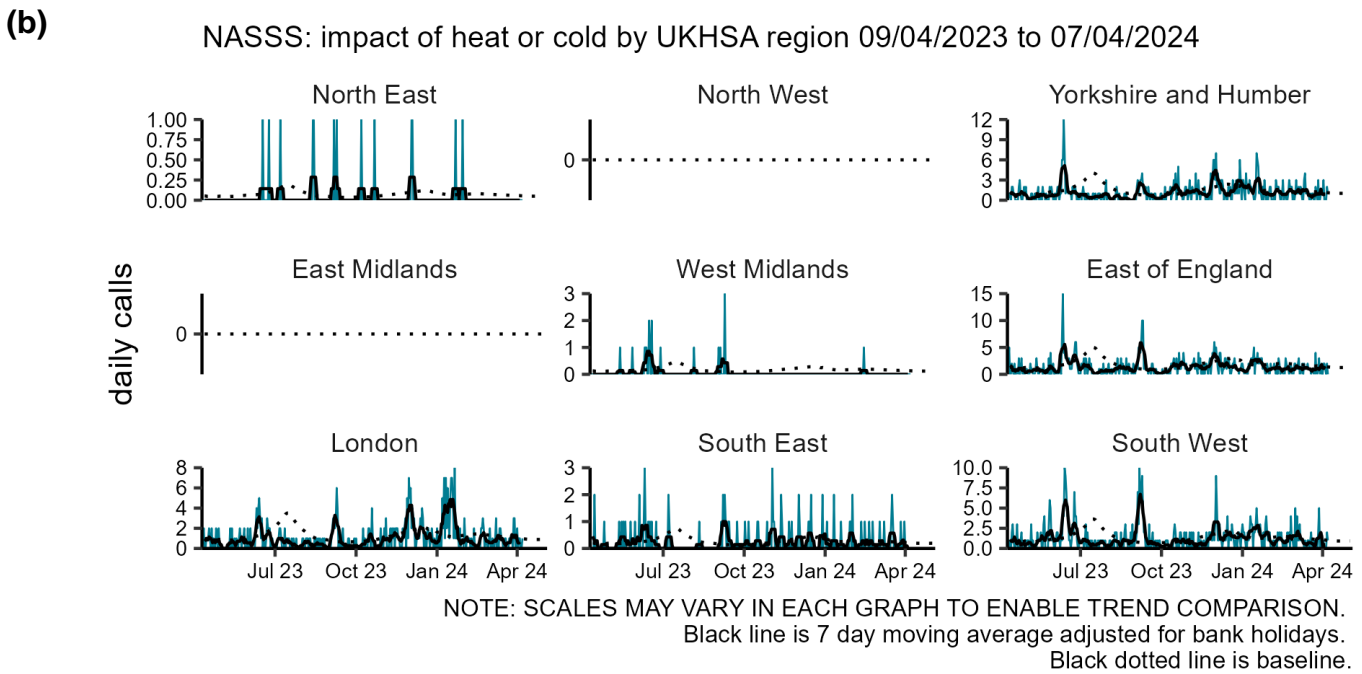 (b)
NASSS: impact of heat or cold by UKHSA region 09/04/2023 to 07/04/2024
North East
1.00
0.75
0.50
0.25
0.00
North West
0
Yorkshire and Humber
12
9
6
3
0
daily calls
East Midlands
0
West Midlands
3
2
1
0
East of England
15
10
5
0
London
8
6
4
2
0
Jul 23 Oct 23 Jan 24 Apr 24
South East
3
2
1
0
Jul 23 Oct 23 Jan 24 Apr 24
South West
10.0
7.5
5.0
2.5
0.0
Jul 23 Oct 23 Jan 24 Apr 24
NOTE: SCALES MAY VARY IN EACH GRAPH TO ENABLE TREND COMPARISON.
Black line is 7 day moving average adjusted for bank holidays.
Black dotted line is baseline.